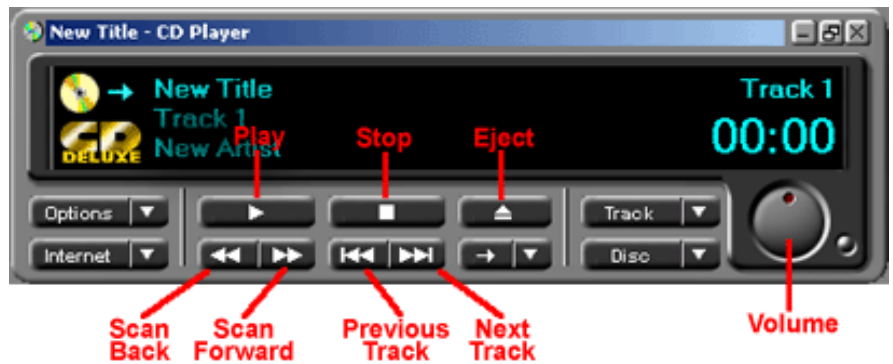 New Title - CD Player
New Title
Track 1
Track 1
New Artist
00:00
CD
DELUXE
Play
Stop
Eject
Options
Track
Internet
Disc
Scan
Back
Scan
Forward
Previous
Track
Next
Track
Volume